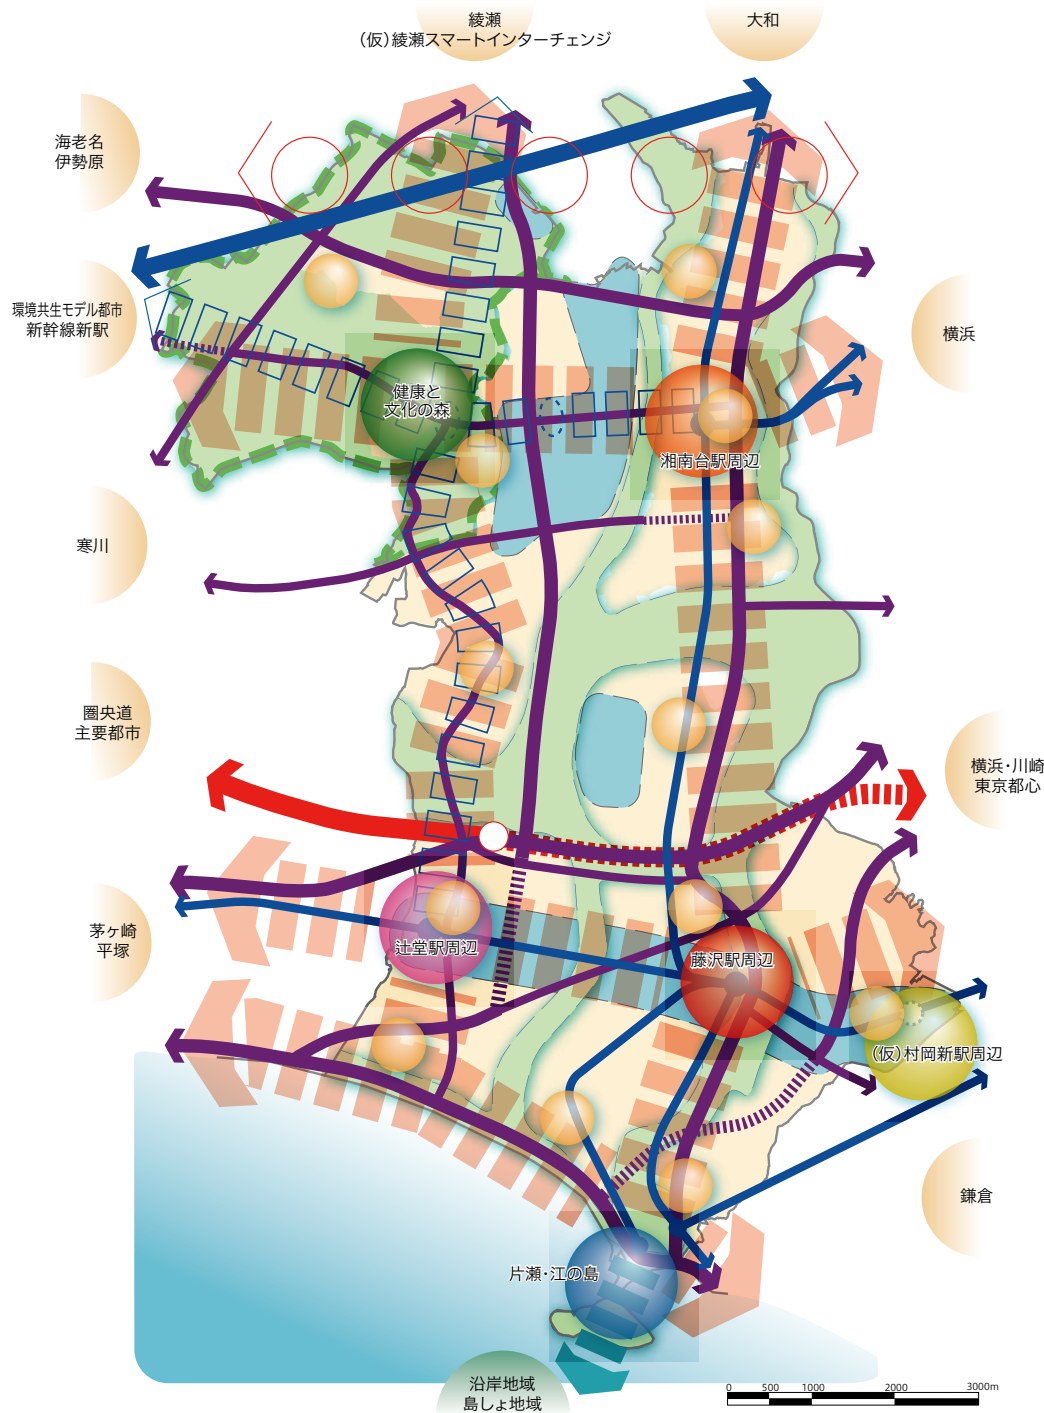 綾瀬
(仮)綾瀬スマートインターチェンジ
大和
海老名
伊勢原
環境共生モデル都市
新幹線新駅
横浜
健康と
文化の森
湘南台駅周辺
寒川
圏央道
主要都市
横浜・川崎
東京都心
茅ヶ崎
平塚
辻堂駅周辺
藤沢駅周辺
(仮)村岡新駅周辺
鎌倉
片瀬・江の島
沿岸地域
島しょ地域
0 500 1000 2000 3000m